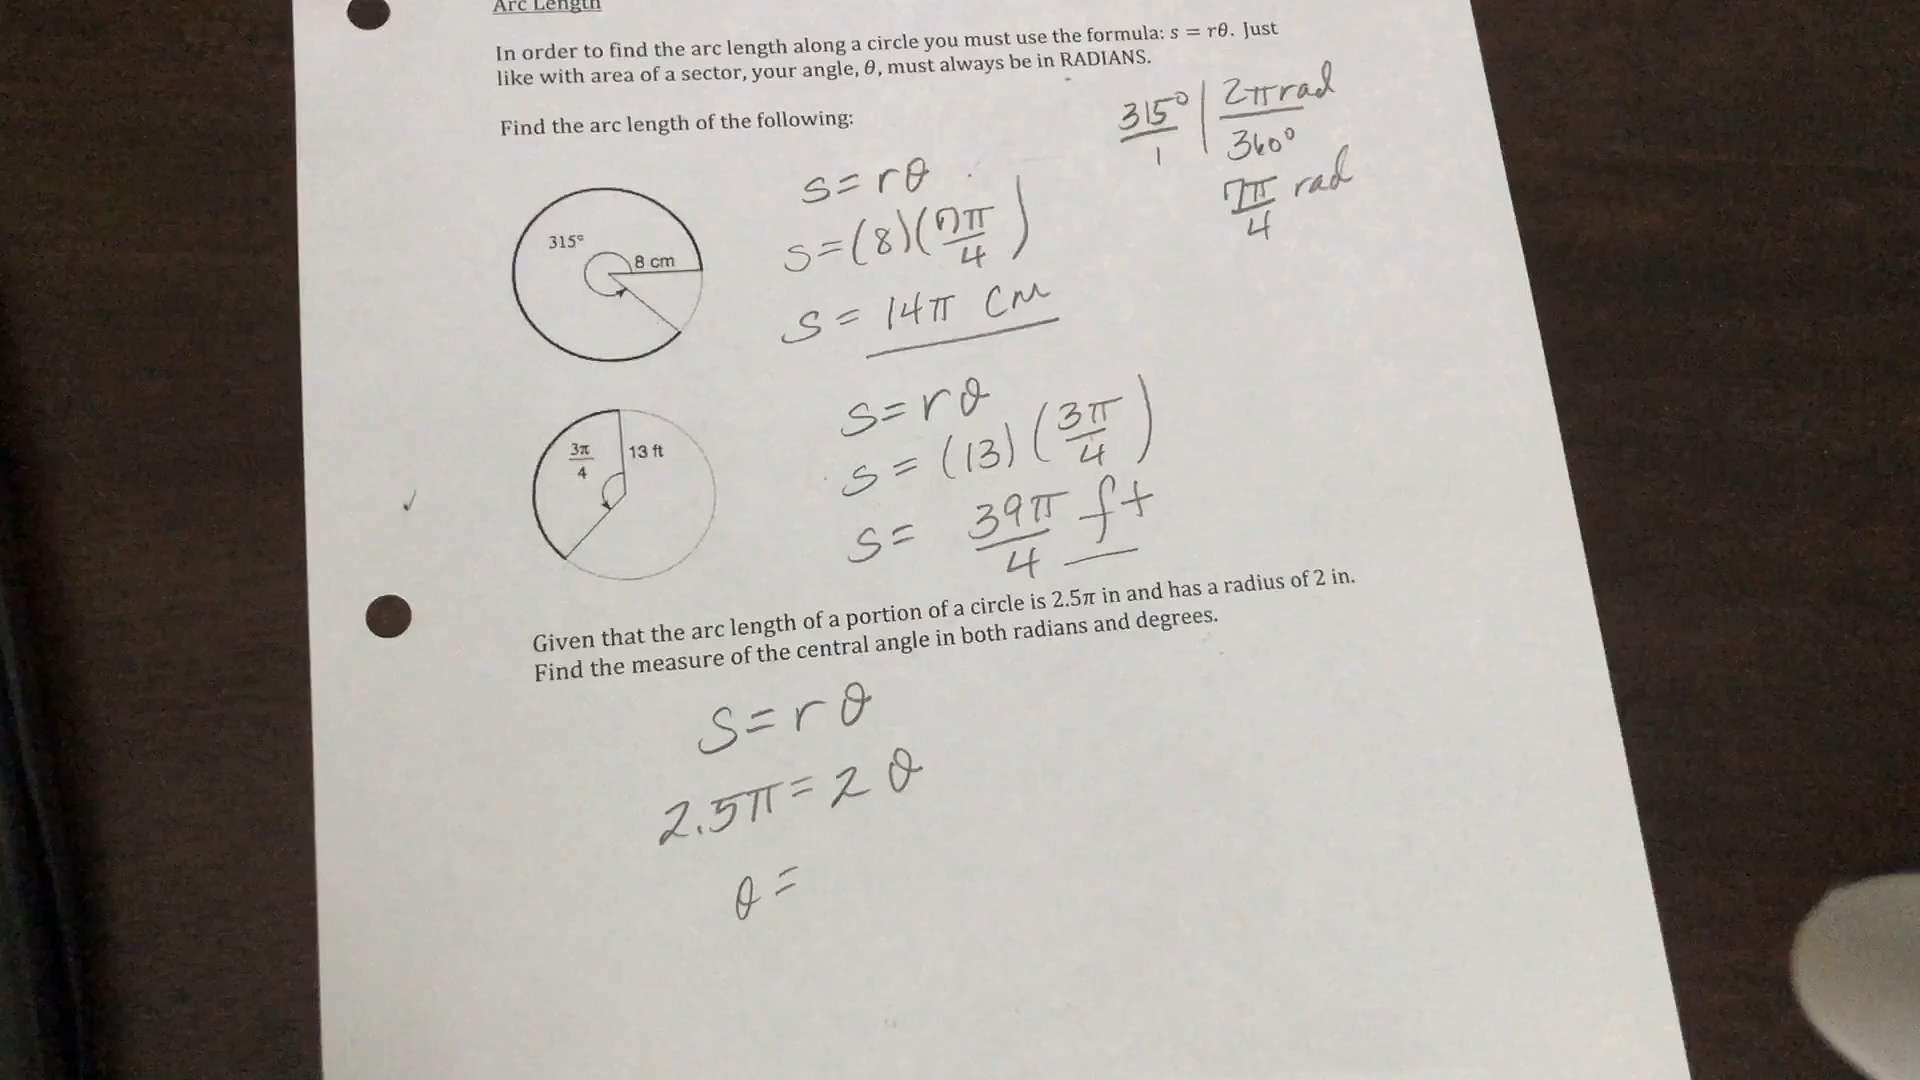 Arc Length
In order to find the arc length along a circle you must use the formula: s = rθ. Just
like with area of a sector, your angle, θ, must always be in RADIANS.
Find the arc length of the following:
315° | 2π rad
1 | 360°
7π/4 rad
315°
8 cm
s = rθ
s = (8)(7π/4)
s = 14π cm
3π/4
13 ft
s = rθ
s = (13)(3π/4)
s = 39π/4 ft
Given that the arc length of a portion of a circle is 2.5π in and has a radius of 2 in.
Find the measure of the central angle in both radians and degrees.
s = rθ
2.5π = 2θ
θ =